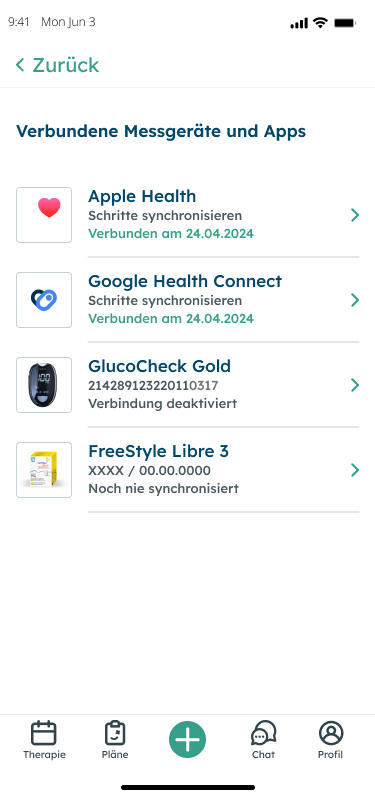 9:41 Mon Jun 3
Zurück
Verbundene Messgeräte und Apps
Apple Health
Schritte synchronisieren
Verbunden am 24.04.2024
Google Health Connect
Schritte synchronisieren
Verbunden am 24.04.2024
GlucoCheck Gold
214289123220110317
Verbindung deaktiviert
FreeStyle Libre 3
XXXX / 00.00.0000
Noch nie synchronisiert
Therapie Pläne Chat Profil